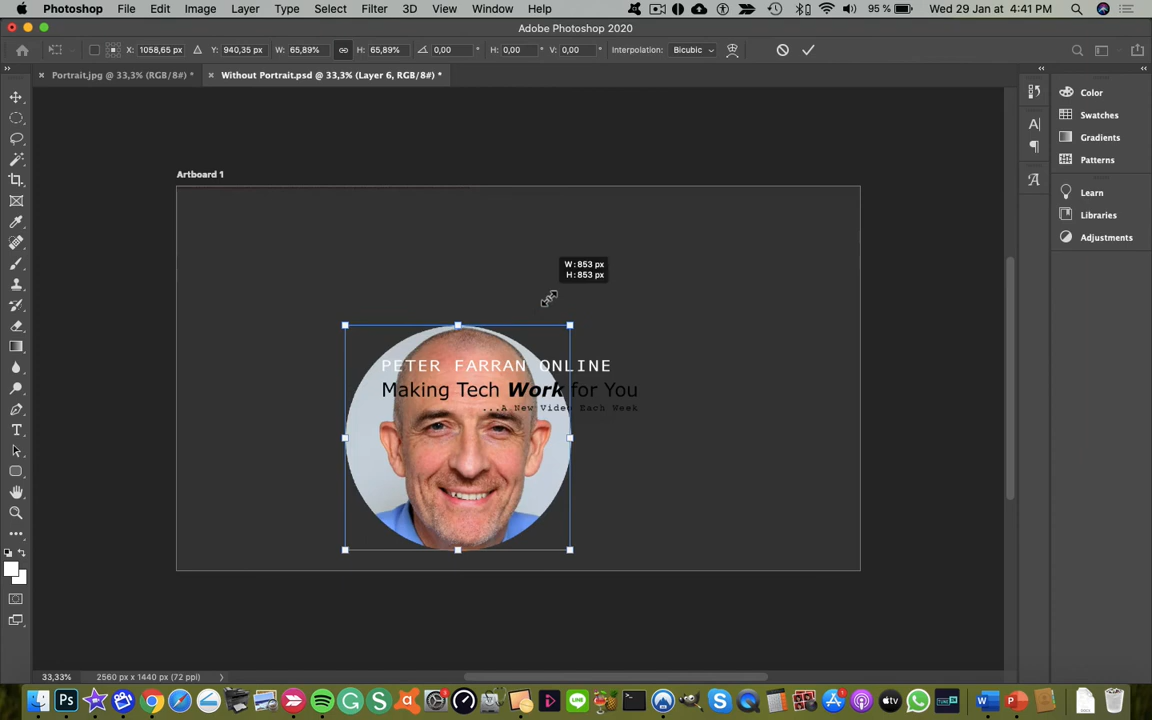 Photoshop File Edit Image Layer Type Select Filter 3D View Window Help 95 % Wed 29 Jan at 4:41 PM
Adobe Photoshop 2020
X: 1058,65 px Y: 940,35 px W: 65,89% H: 65,89% 0,00 ° H: 0,00 ° V: 0,00 ° Interpolation: Bicubic
Portrait.jpg @ 33,3% (RGB/8#) * Without Portrait.psd @ 33,3% (Layer 6, RGB/8#) *
Color
Swatches
Gradients
Patterns
Learn
Libraries
Adjustments
Artboard 1
W: 853 px
H: 853 px
PETER FARRAN ONLINE
Making Tech Work for You
...A New Video Each Week
33,33% 2560 px x 1440 px (72 ppi)